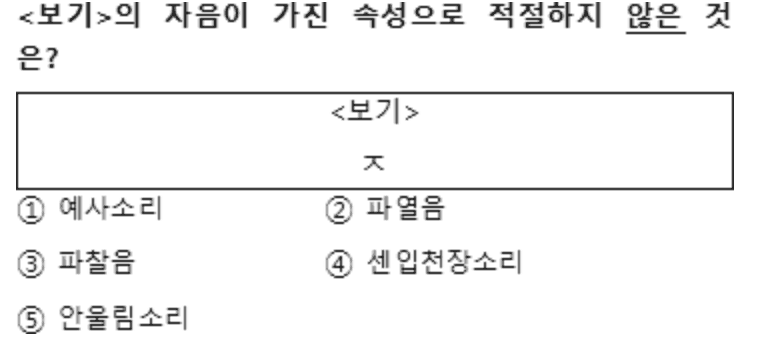 <보기>의 자음이 가진 속성으로 적절하지 않은 것
은?
<보기>
ㅈ
① 예사소리 ② 파열음
③ 파찰음 ④ 센입천장소리
⑤ 안울림소리